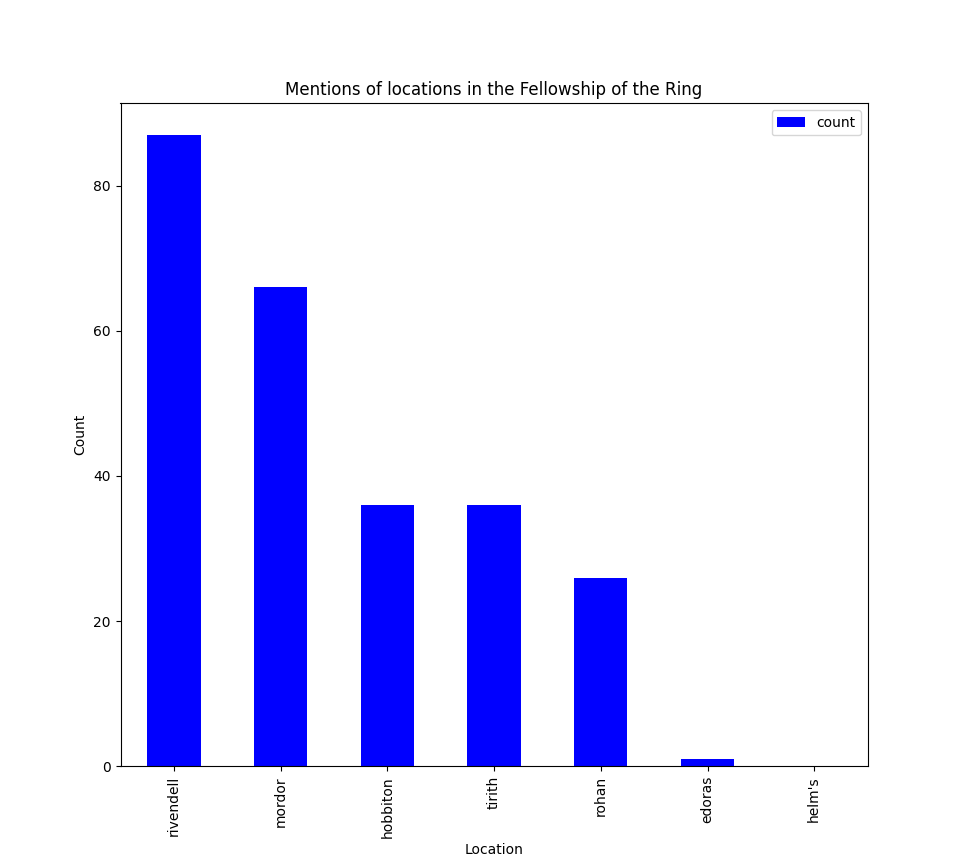 Mentions of locations in the Fellowship of the Ring
count
80
60
40
20
0
Count
rivendell
mordor
hobbiton
tirith
rohan
edoras
helm's
Location